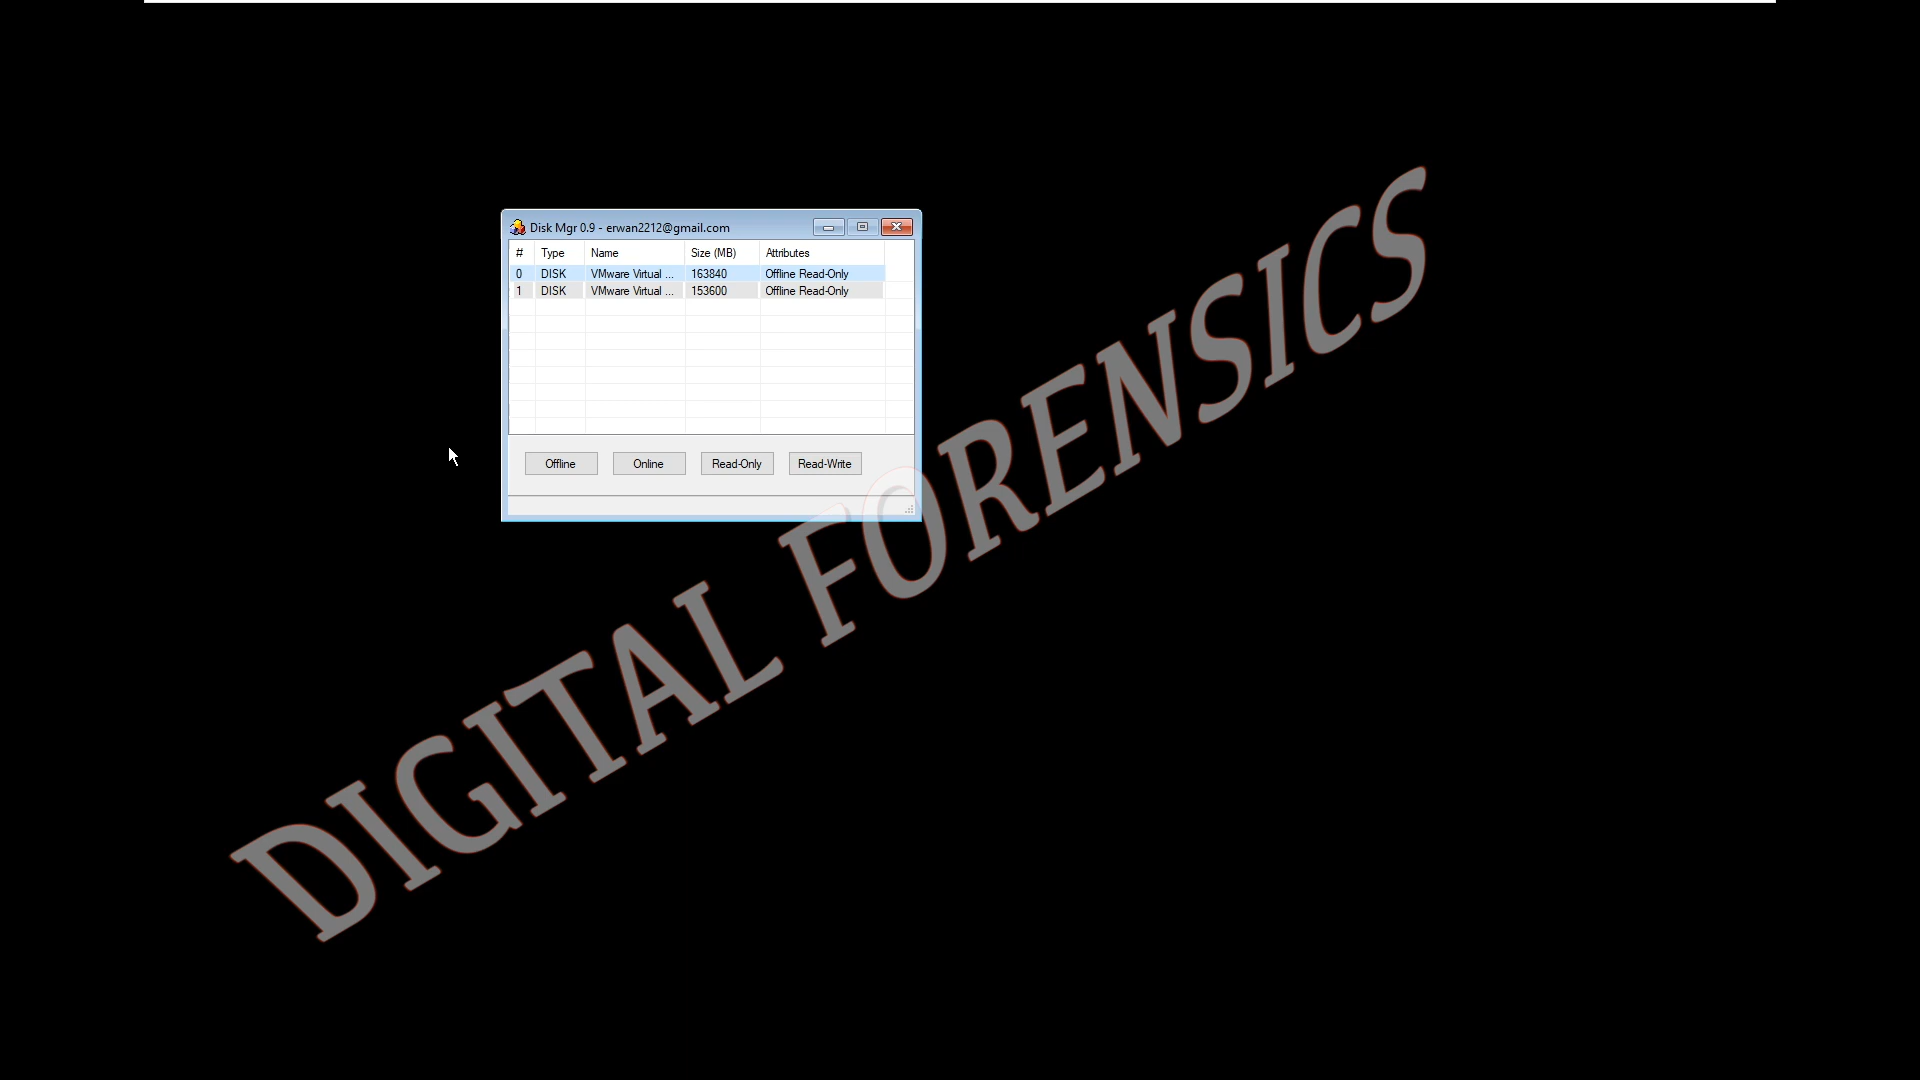 Disk Mgr 0.9 - erwan2212@gmail.com
# Type Name Size (MB) Attributes
0 DISK VMware Virtual ... 163840 Offline Read-Only
1 DISK VMware Virtual ... 153600 Offline Read-Only
Offline Online Read-Only Read-Write
DIGITAL FORENSICS